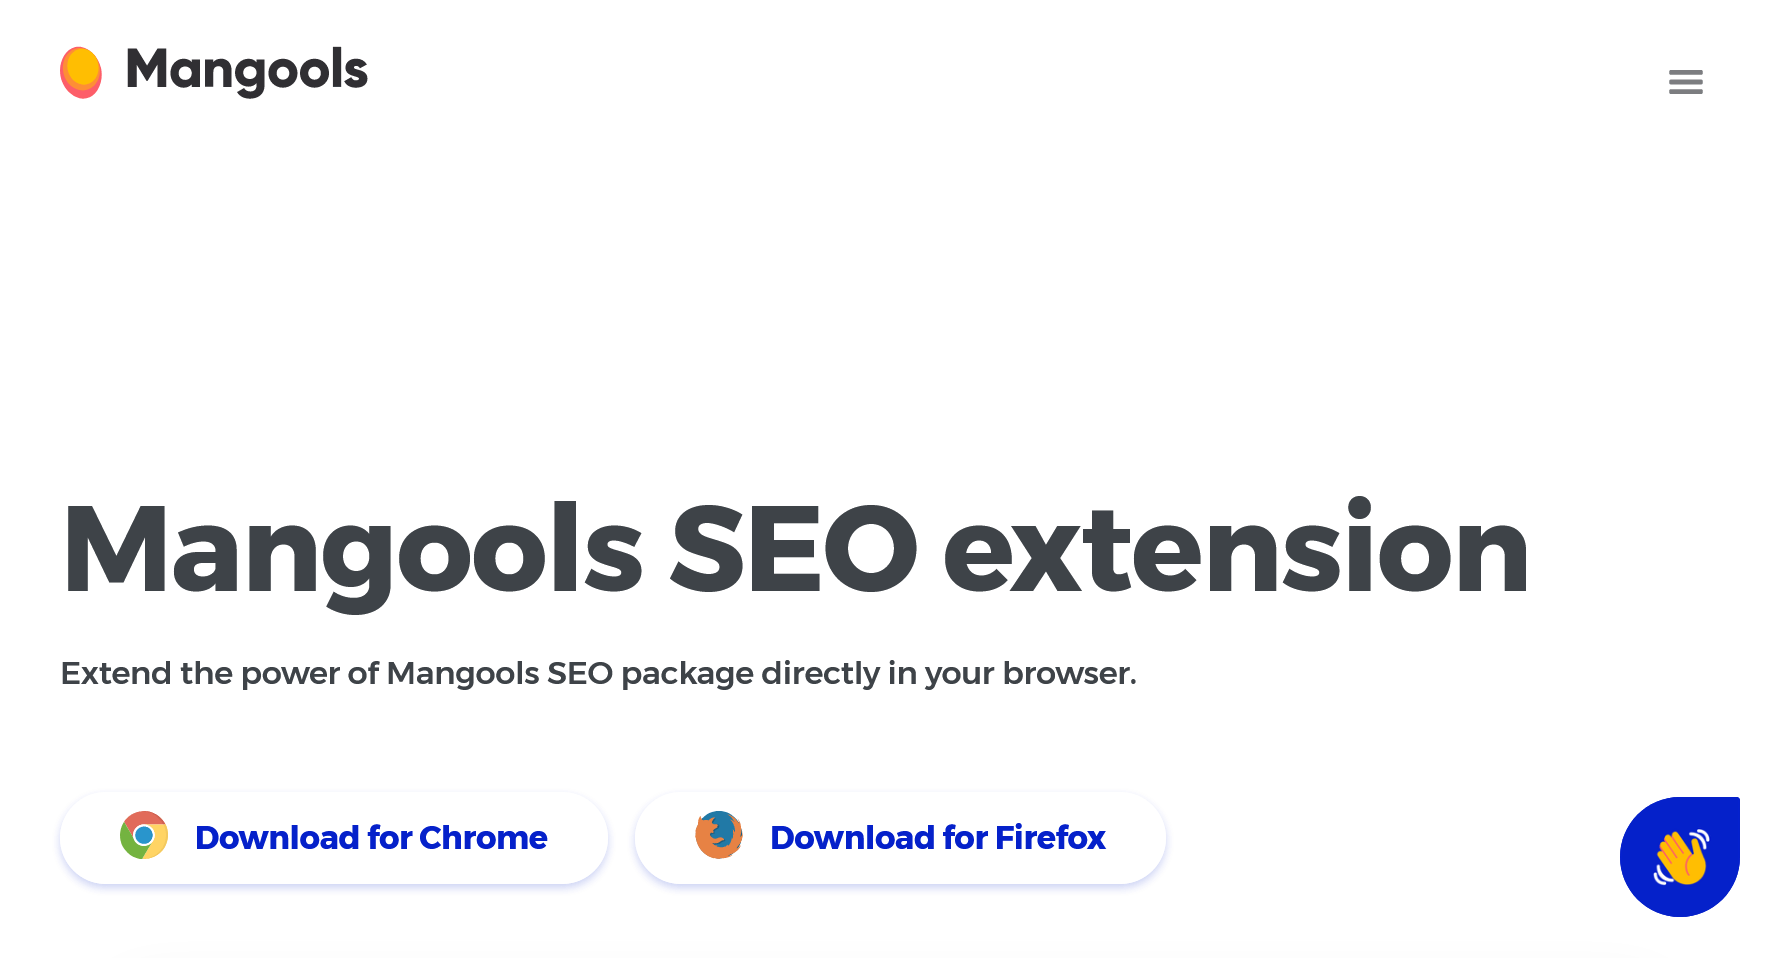 Mangools
Mangools SEO extension
Extend the power of Mangools SEO package directly in your browser.
Download for Chrome
Download for Firefox